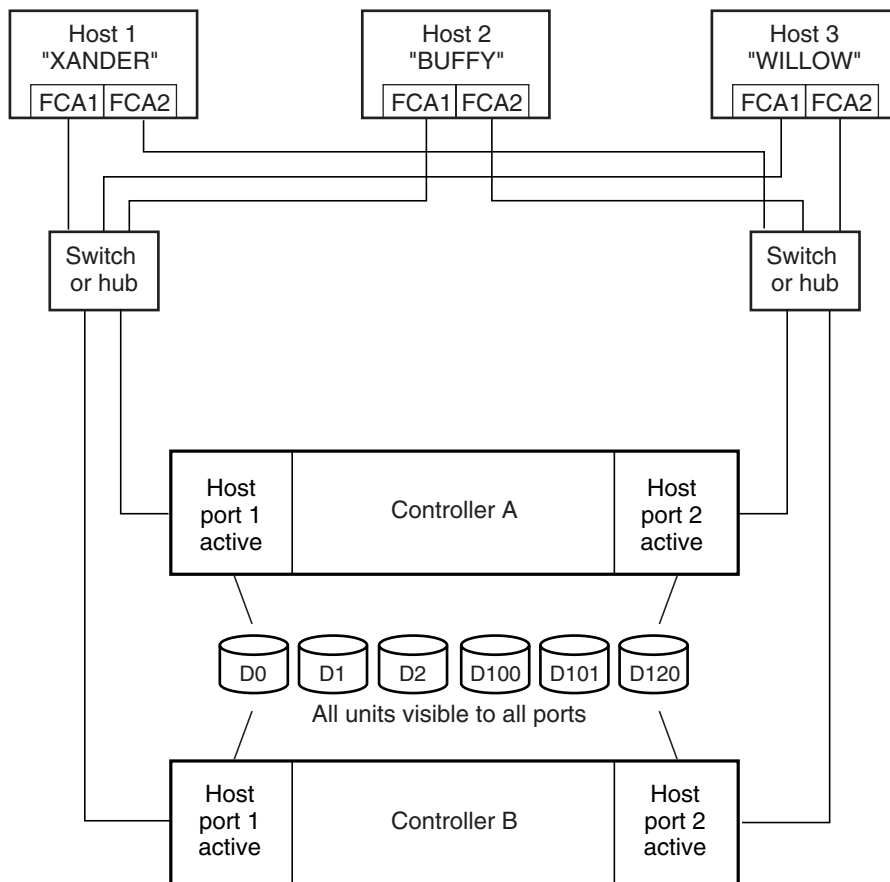 Host 1
"XANDER"
FCA1 FCA2
Host 2
"BUFFY"
FCA1 FCA2
Host 3
"WILLOW"
FCA1 FCA2
Switch
or hub
Switch
or hub
Host
port 1
active
Controller A
Host
port 2
active
D0 D1 D2 D100 D101 D120
All units visible to all ports
Host
port 1
active
Controller B
Host
port 2
active